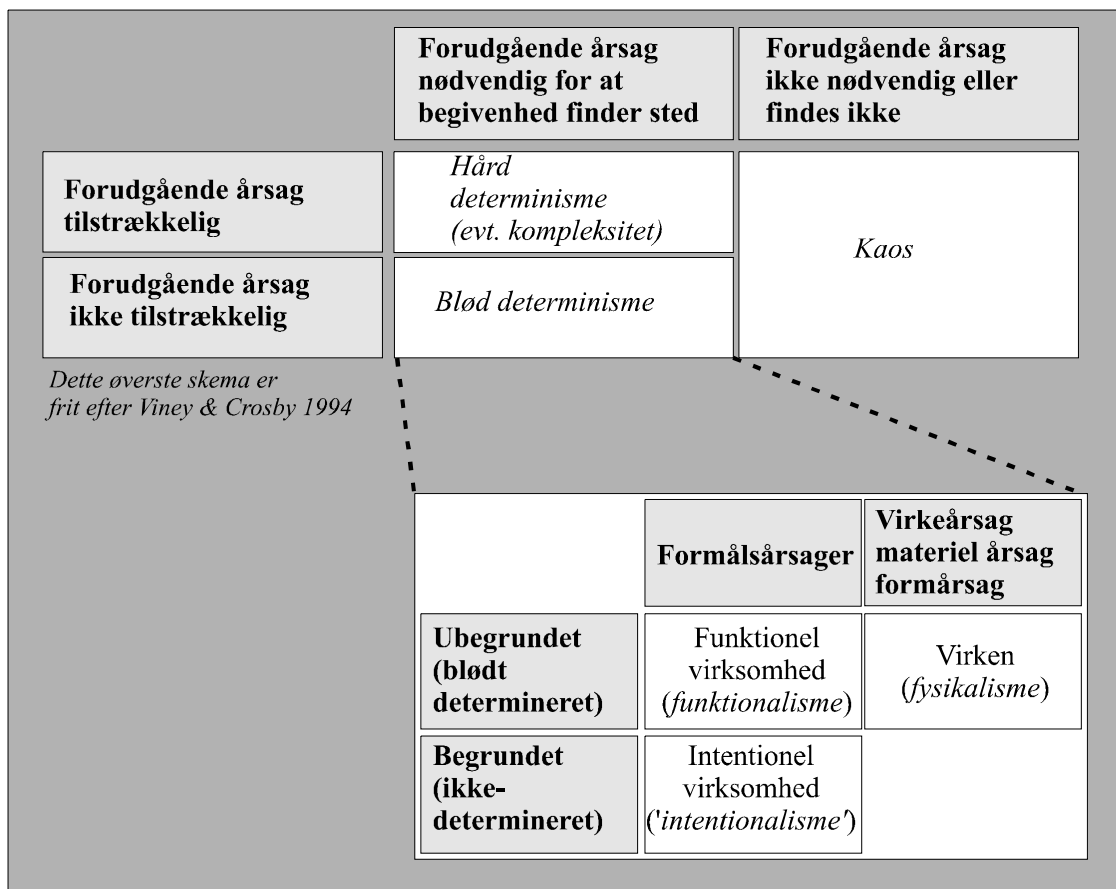 Forudgående årsag
nødvendig for at
begivenhed finder sted
Forudgående årsag
ikke nødvendig eller
findes ikke
Forudgående årsag
tilstrækkelig
Hård
determinisme
(evt. kompleksitet)
Kaos
Forudgående årsag
ikke tilstrækkelig
Blød determinisme
Dette øverste skema er
frit efter Viney & Crosby 1994
Formålsårsager
Virkeårsag
materiel årsag
formårsag
Ubegrundet
(blødt
determineret)
Funktionel
virksomhed
(funktionalisme)
Virken
(fysikalisme)
Begrundet
(ikke-
determineret)
Intentionel
virksomhed
('intentionalisme')